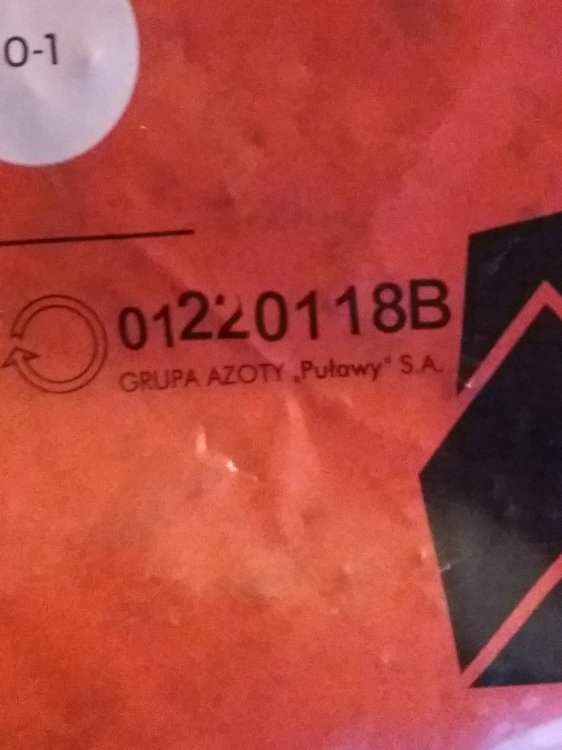 0-1
01220118B
GRUPA AZOTY „Puławy" S.A.